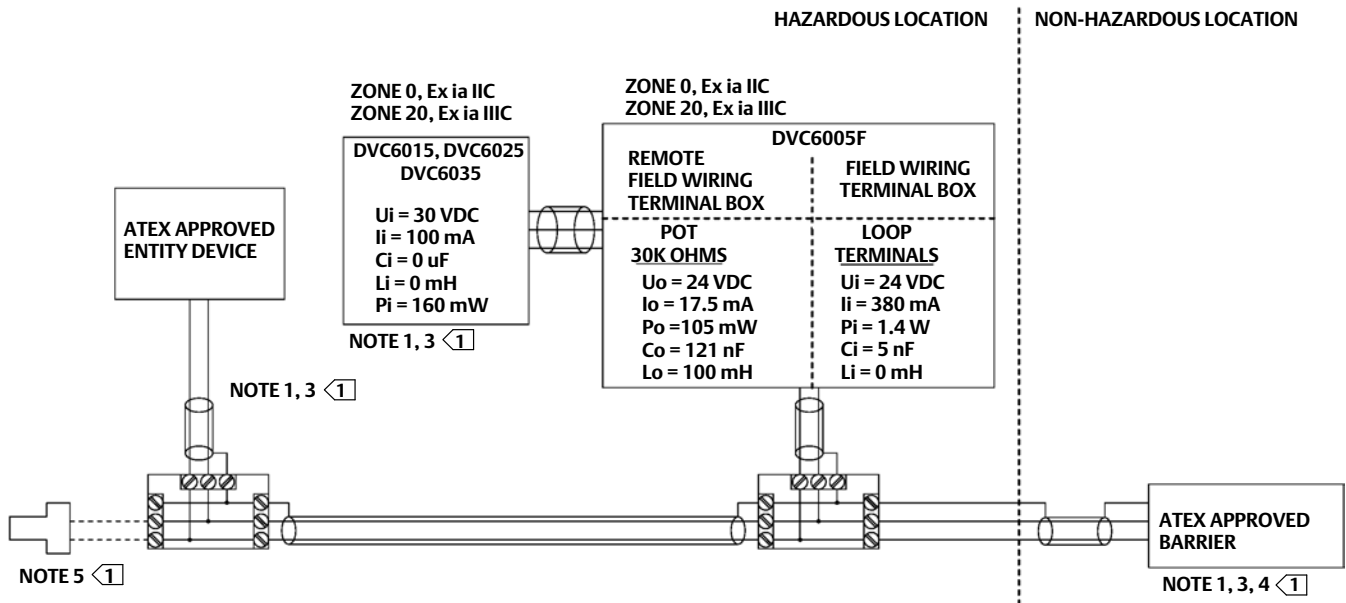 HAZARDOUS LOCATION
NON-HAZARDOUS LOCATION
ZONE 0, Ex ia IIC
ZONE 20, Ex ia IIIC
ZONE 0, Ex ia IIC
ZONE 20, Ex ia IIIC
DVC6015, DVC6025
DVC6035
Ui = 30 VDC
Ii = 100 mA
Ci = 0 uF
Li = 0 mH
Pi = 160 mW
NOTE 1, 3 1
DVC6005F
REMOTE
FIELD WIRING
TERMINAL BOX
FIELD WIRING
TERMINAL BOX
POT
30K OHMS
Uo = 24 VDC
Io = 17.5 mA
Po =105 mW
Co = 121 nF
Lo = 100 mH
LOOP
TERMINALS
Ui = 24 VDC
Ii = 380 mA
Pi = 1.4 W
Ci = 5 nF
Li = 0 mH
ATEX APPROVED
ENTITY DEVICE
NOTE 1, 3 1
NOTE 5 1
ATEX APPROVED
BARRIER
NOTE 1, 3, 4 1